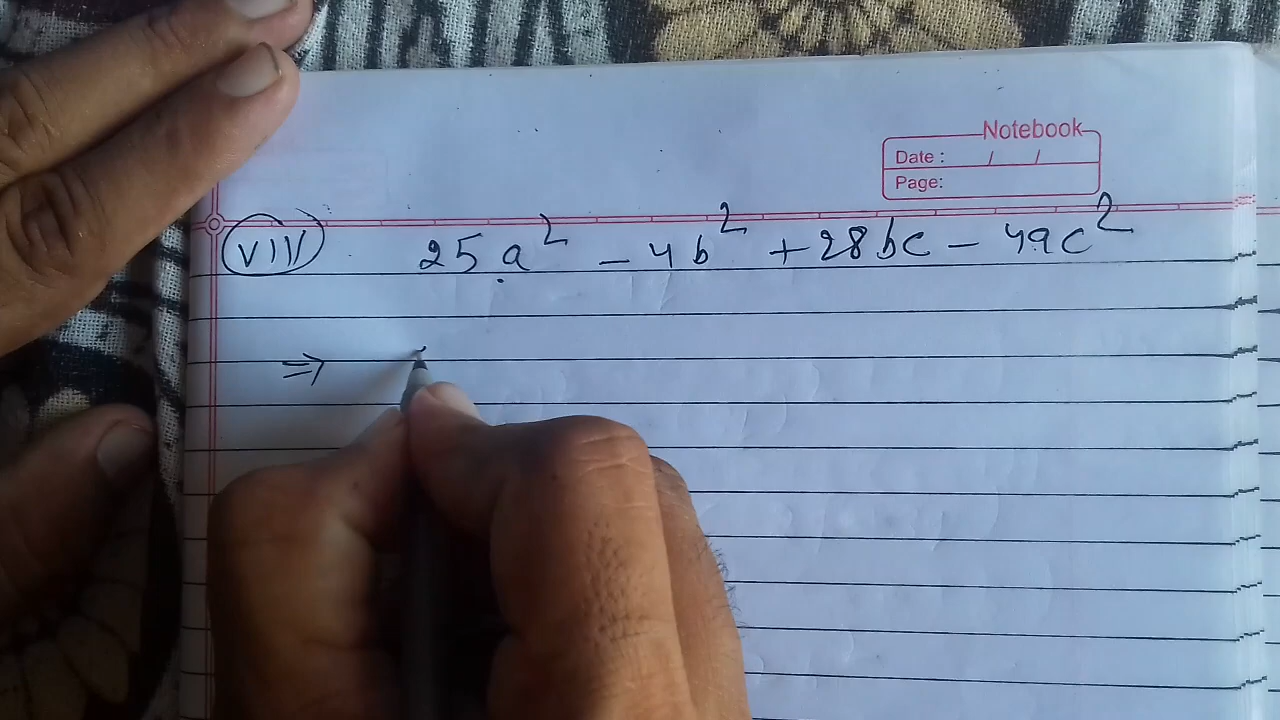 Notebook
Date : / /
Page:
VIII 25a² - 4b² + 28bc - 49c²
⇒